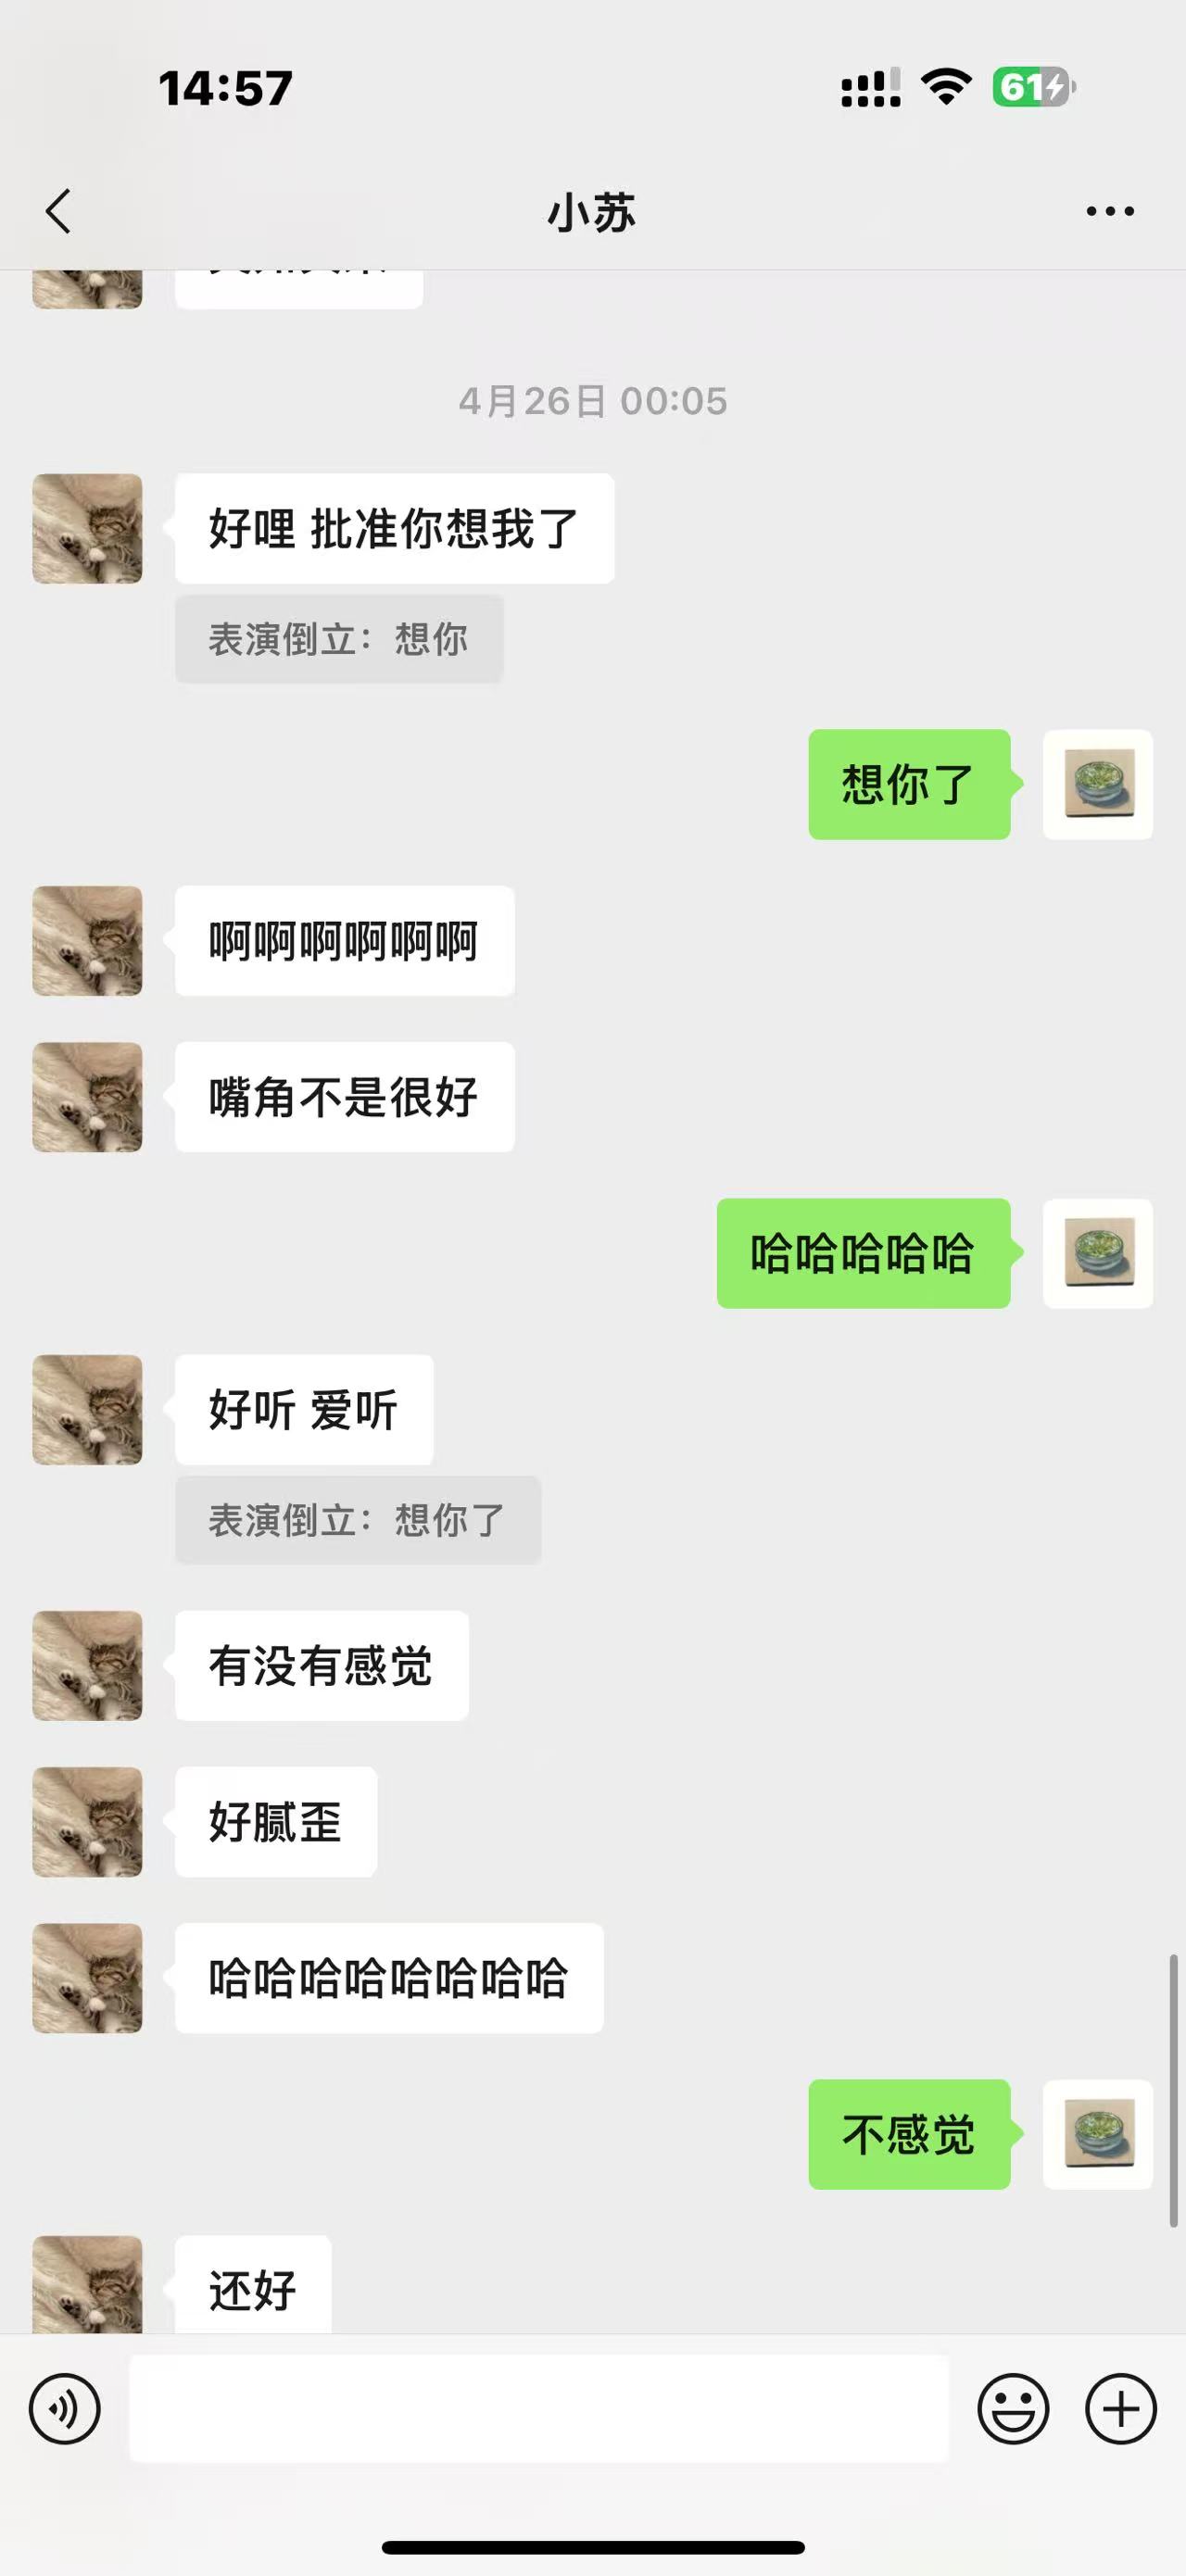 14:57
61
小苏
4月26日 00:05
好哩 批准你想我了
表演倒立：想你
想你了
啊啊啊啊啊啊
嘴角不是很好
哈哈哈哈哈
好听 爱听
表演倒立：想你了
有没有感觉
好腻歪
哈哈哈哈哈哈哈哈
不感觉
还好